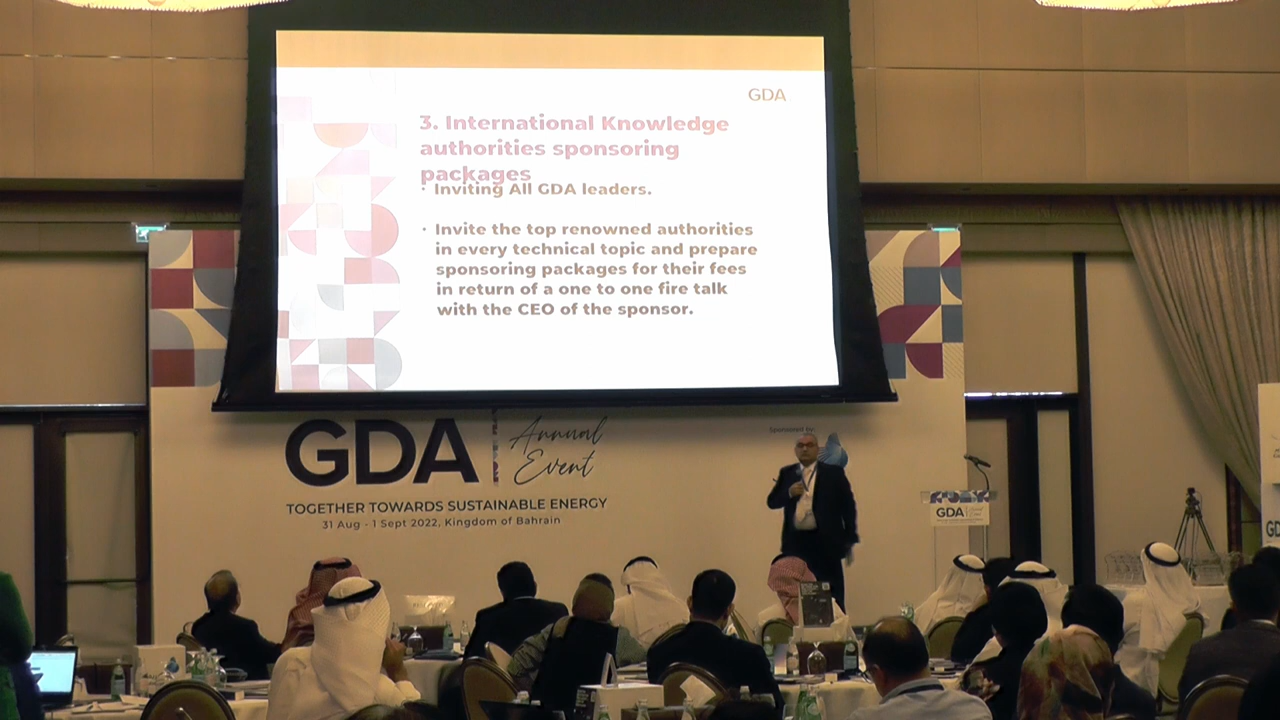 GDA
3. International Knowledge
authorities sponsoring
packages
· Inviting All GDA leaders.
· Invite the top renowned authorities
in every technical topic and prepare
sponsoring packages for their fees
in return of a one to one fire talk
with the CEO of the sponsor.
GDA Annual
Event
TOGETHER TOWARDS SUSTAINABLE ENERGY
31 Aug - 1 Sept 2022, Kingdom of Bahrain
Sponsored by:
GDA
GD